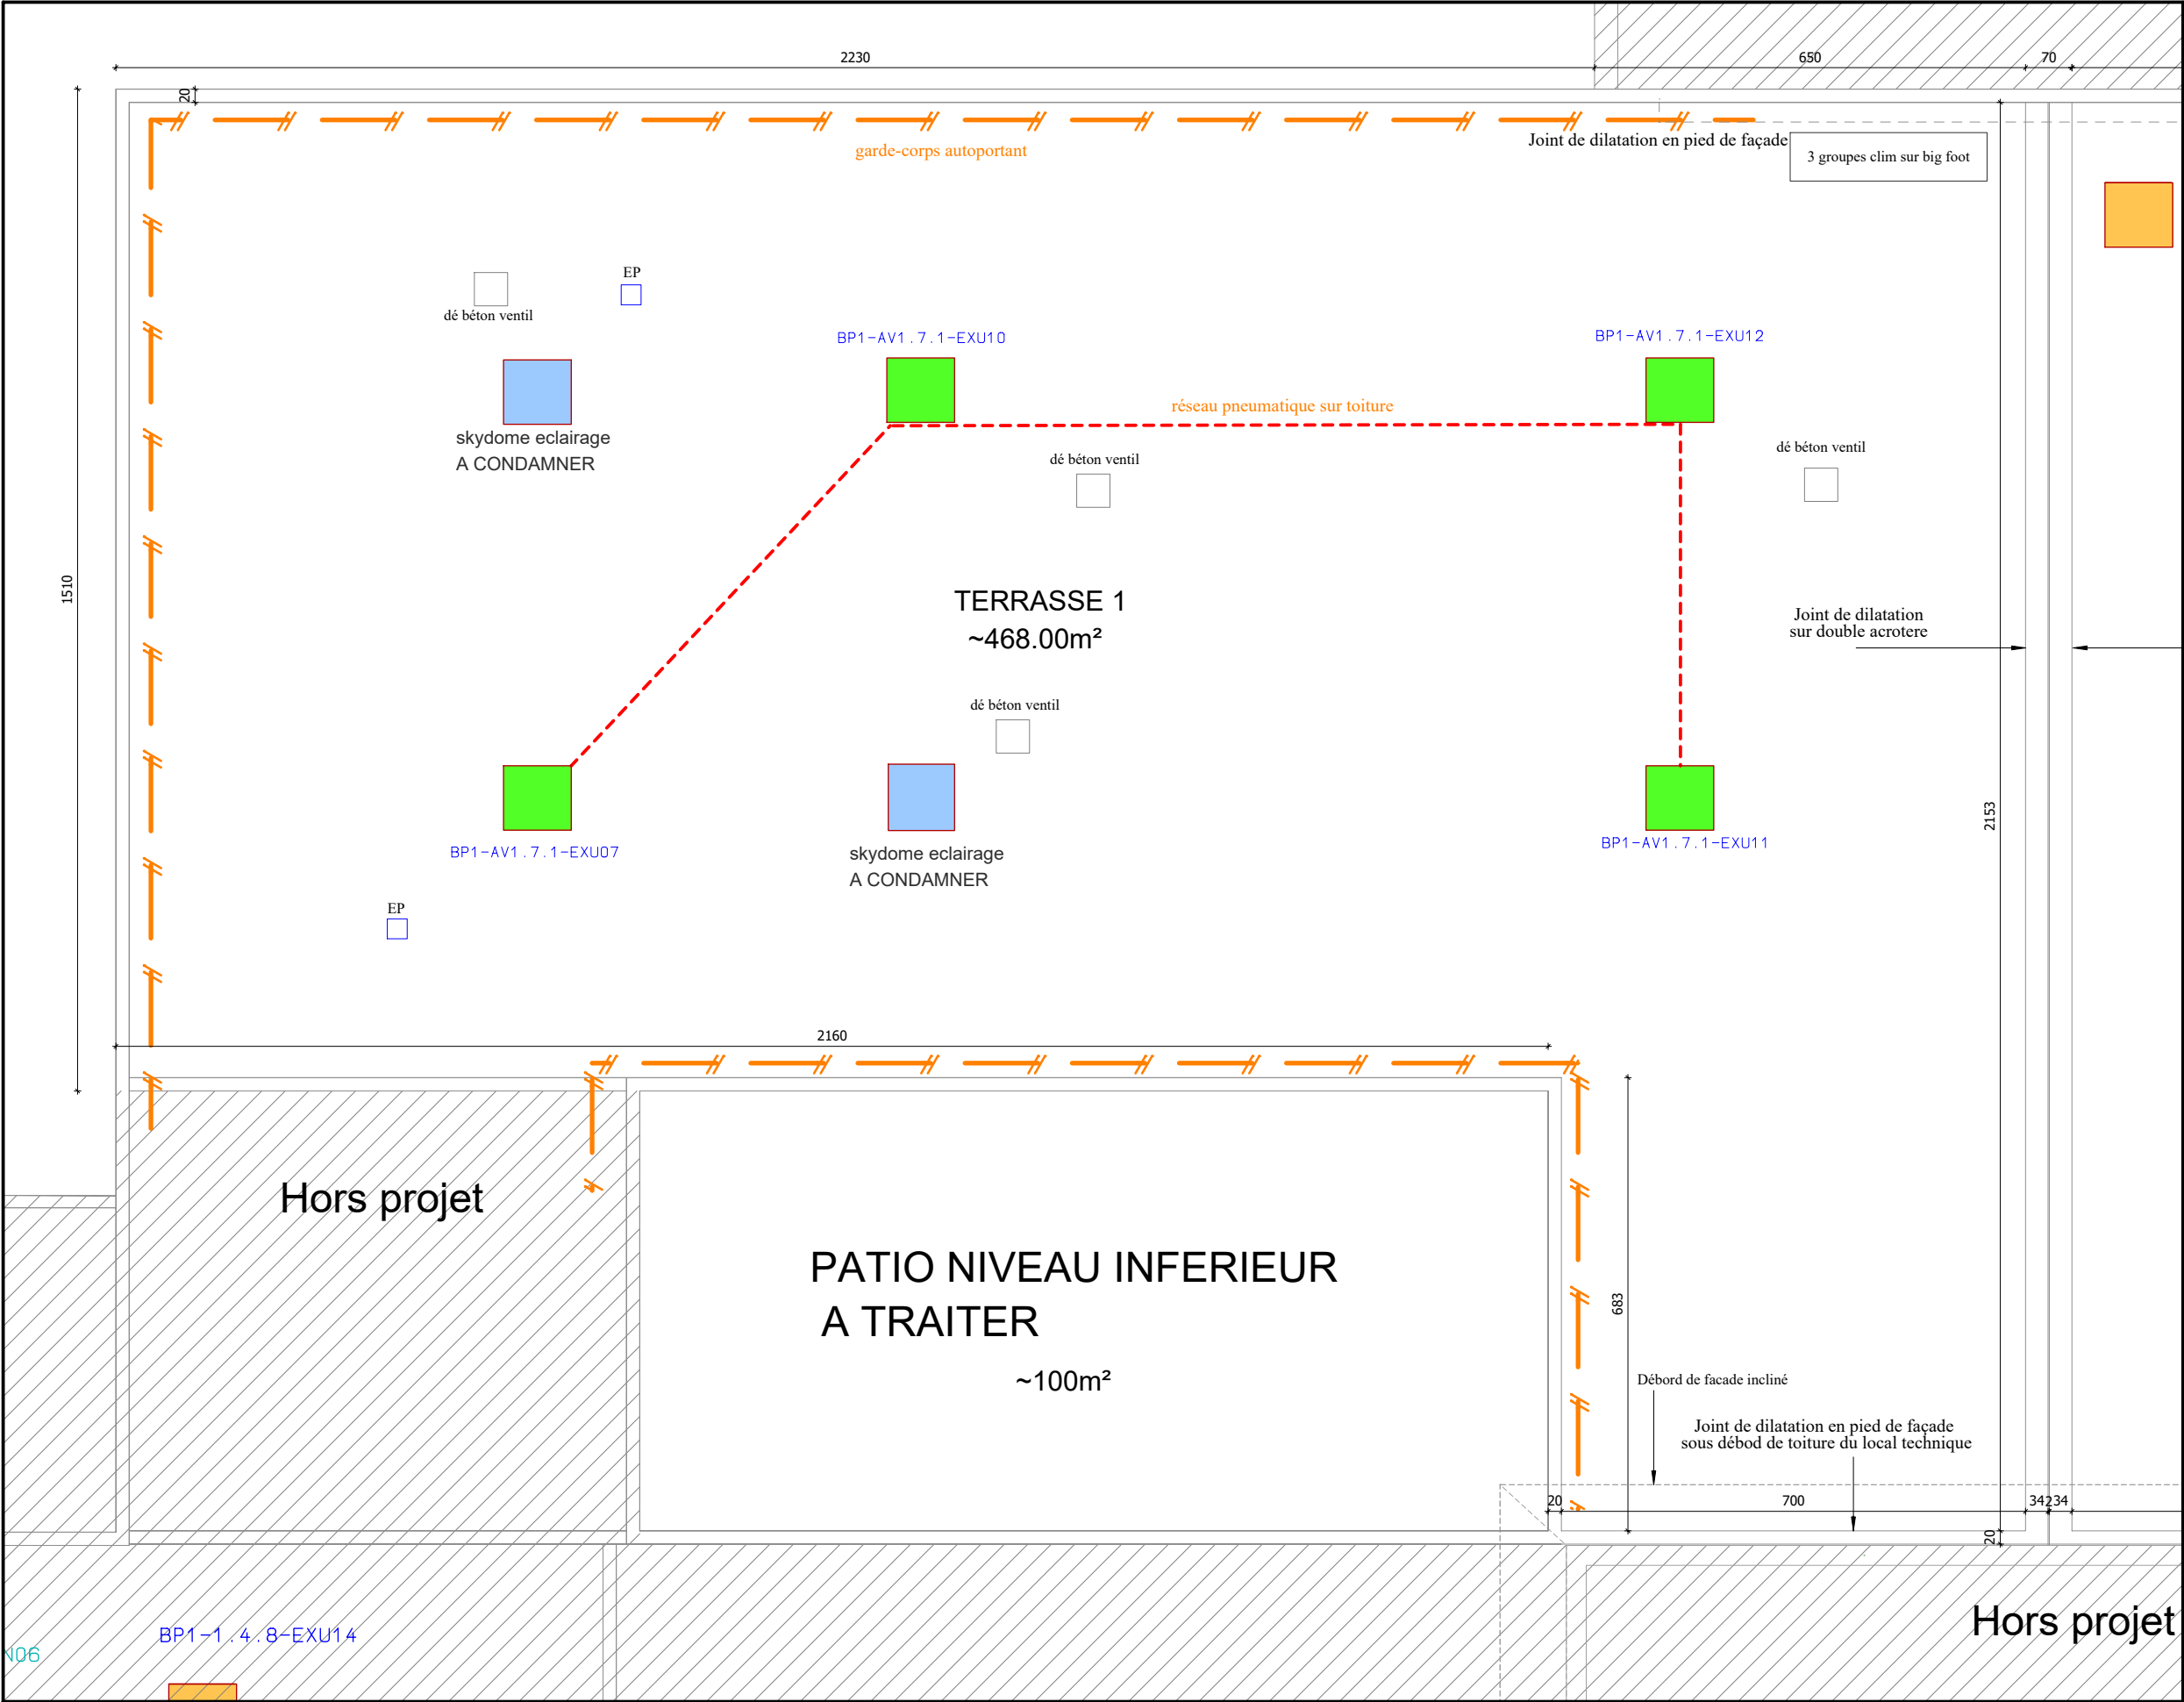 2230
650
70
20
garde-corps autoportant
Joint de dilatation en pied de façade
3 groupes clim sur big foot
EP
dé béton ventil
BP1-AV1.7.1-EXU10
BP1-AV1.7.1-EXU12
réseau pneumatique sur toiture
skydome eclairage
A CONDAMNER
dé béton ventil
dé béton ventil
1510
TERRASSE 1
~468.00m²
Joint de dilatation
sur double acrotere
dé béton ventil
2153
BP1-AV1.7.1-EXU07
skydome eclairage
A CONDAMNER
BP1-AV1.7.1-EXU11
EP
2160
Hors projet
PATIO NIVEAU INFERIEUR
A TRAITER
~100m²
683
Débord de facade incliné
Joint de dilatation en pied de façade
sous débod de toiture du local technique
20
700
34234
20
Hors projet
BP1-1.4.8-EXU14
N06